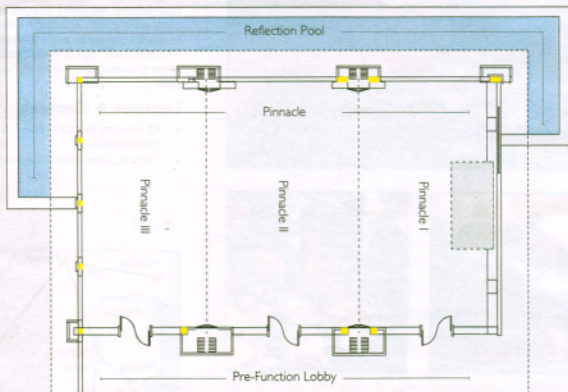 Reflection Pool
Pinnacle
Pinnacle III
Pinnacle II
Pinnacle I
Pre-Function Lobby